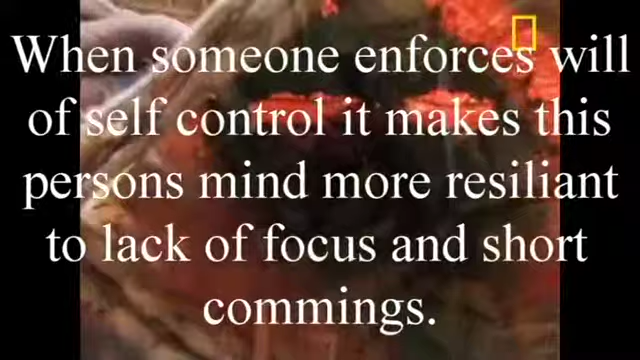 When someone enforces will
of self control it makes this
persons mind more resiliant
to lack of focus and short
commings.